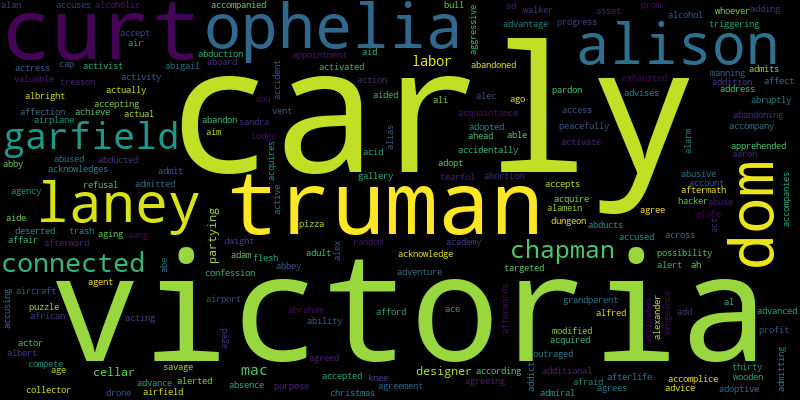 alan accuses alcoholic accompanied bull ad walker asset prom whoever adding
curt ophelia alison carly
accept air aggressive advantage progress alcohol triggering
actress cap activist abduction aid appointment activated labor abandoned manning admits
valuable treason activity abigail aboard accident action exhausted addition affect
albright actually abu aided ali alec ago pardon advises address abruptly
affection achieve actual abandon vent alias acquaintance access accompany
accepting airplane aim sandra adopted able peacefully alarm abandoning
garfield lodge acid ahead accidentally activate apprehended
abby abused abducted acquires gallery adopt aaron
acknowledges admit tearful abortion abusive aftermath
agency refusal admitted active accepts acquire account abuse accompanies
laney truman dom
aide deserted trash partying pizza dungeon alamein agree hacker globe act
affair aging aang dwight random academy abducts accused across
afterward adam flesh alex acknowledge chapman possibility
connected abe confession abbey adult adventure targeted alert ah
victoria
aircraft agent airport abraham afford ace grandparent alexander activates vengeance al advanced
accusing puzzle african acting ability afterwards alfred add profit
actor aged agreed modified acquired
albert outraged admitting
compete savage mac designer according addict additional thirty
age cellar alerted accepted knee agreeing afraid afterlife accomplice wooden
collector drone advance absence purpose agreement agrees advice adoptive
airfield christmas admiral